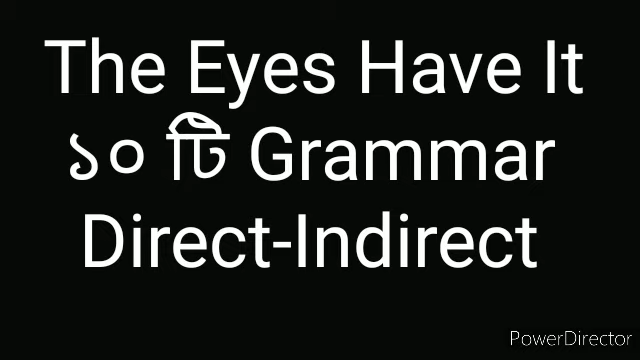 The Eyes Have It
১০ টি Grammar
Direct-Indirect
PowerDirector